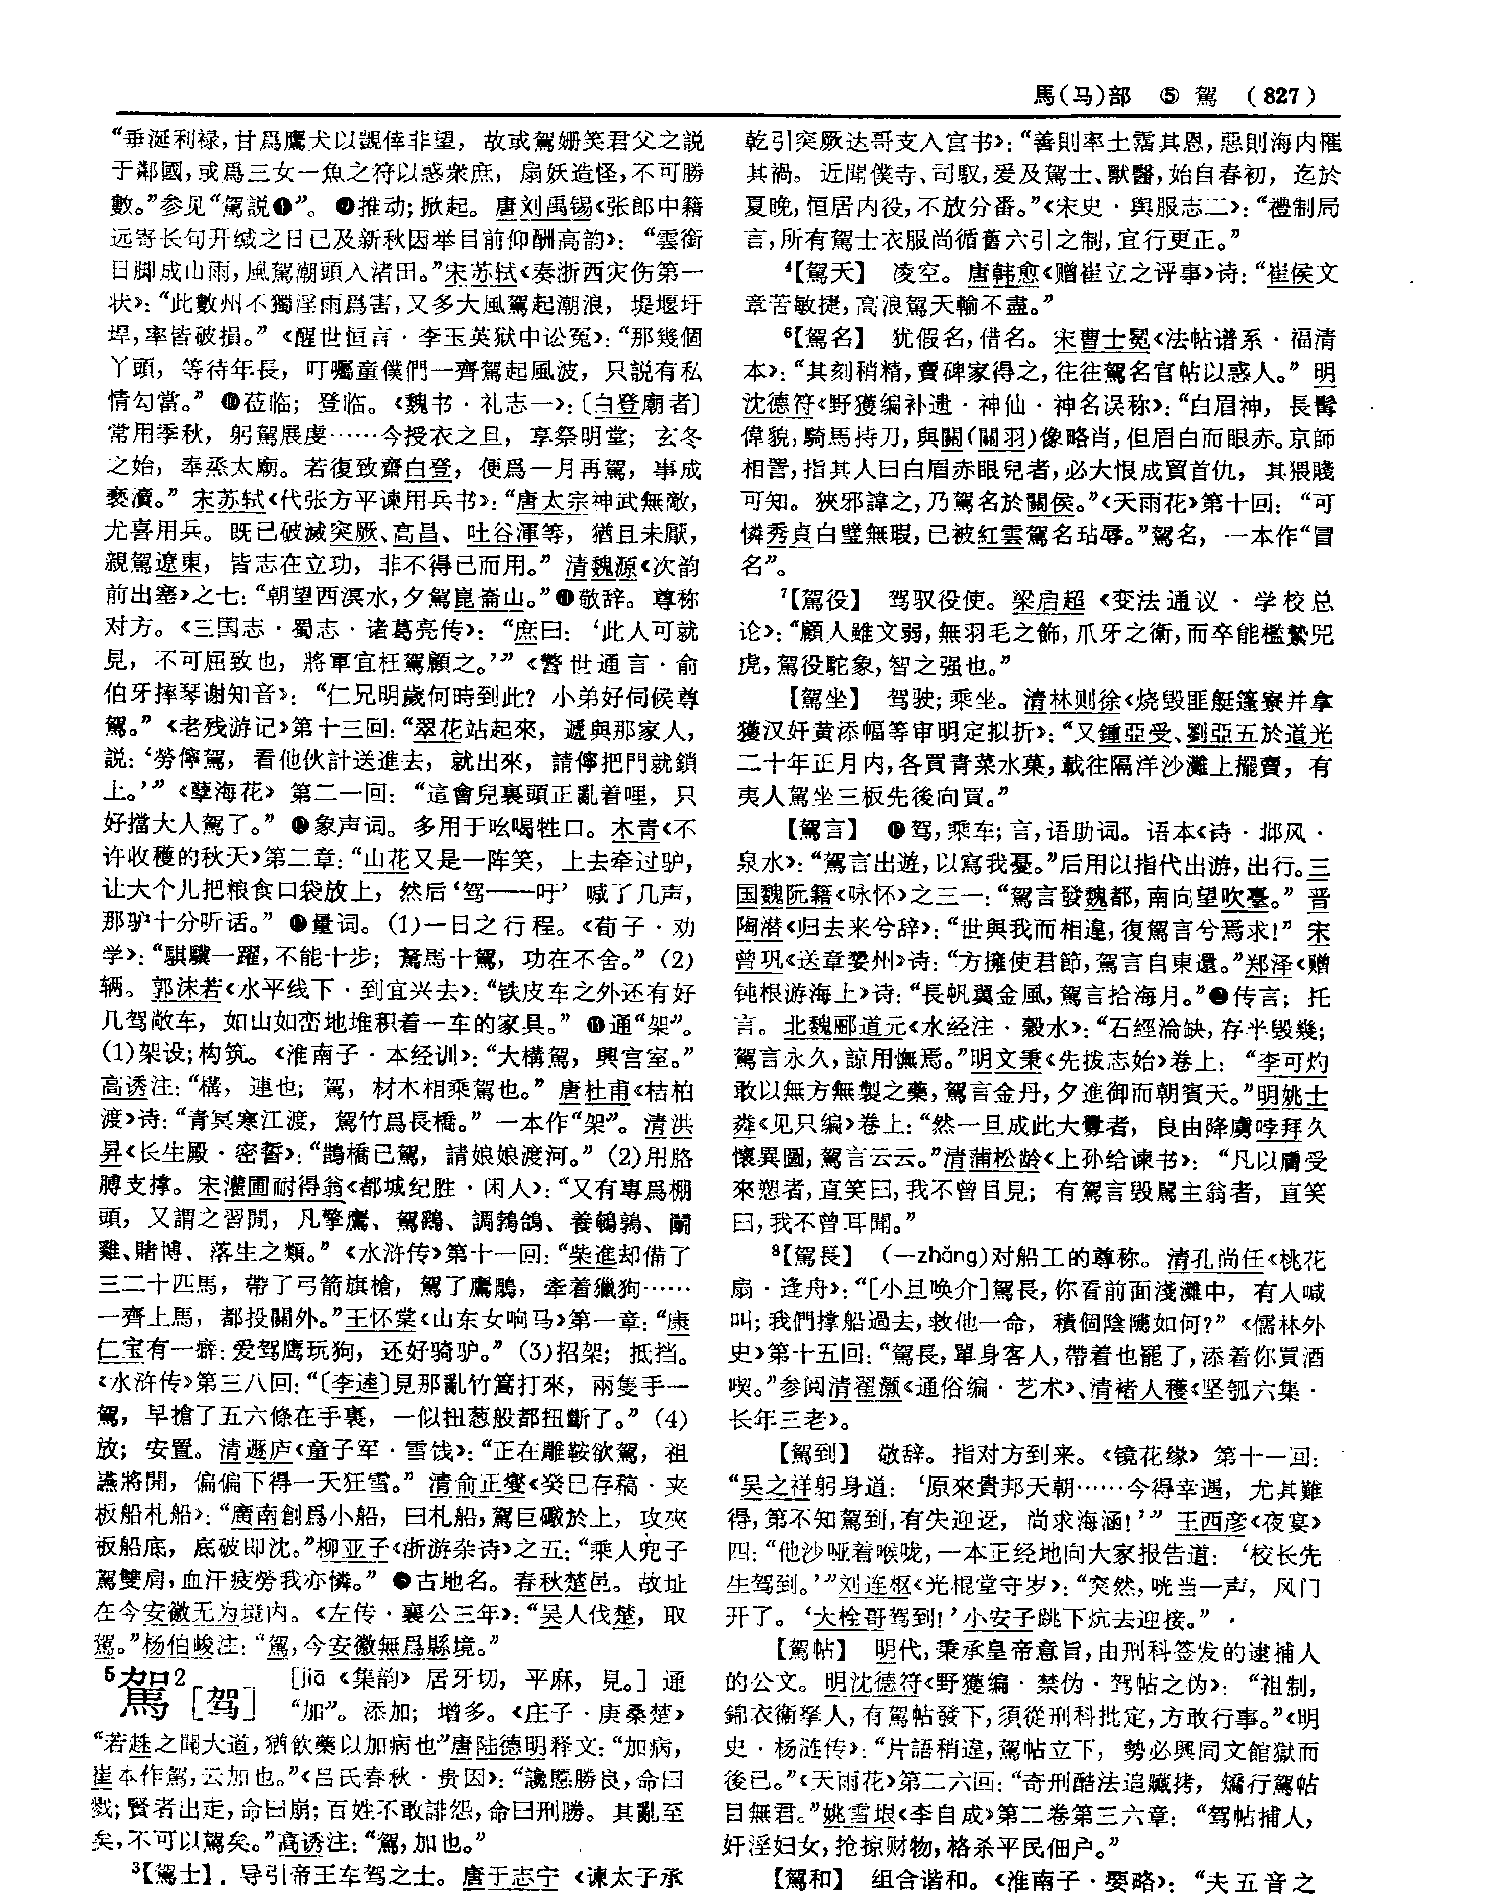 馬(马)部 ⑤ 駕 (827)
“垂涎利禄,甘爲鷹犬以覬倖非望,故或駕姗笑君父之説
于鄰國,或爲三女一魚之符以惑衆庶,扇妖造怪,不可勝
數。”参见“駕説❶”。 ❾推动;掀起。唐刘禹锡《张郎中籍
远寄长句开缄之日已及新秋因举目前仰酬高韵》:“雲銜
日脚成山雨,風駕潮頭入渚田。”宋苏轼《奏浙西灾伤第一
状》:“此數州不獨淫雨爲害,又多大風駕起潮浪,堤堰圩
埠,率皆破損。”《醒世恒言·李玉英狱中讼冤》:“那幾個
丫頭,等待年長,叮囑童僕們一齊駕起風波,只説有私
情勾當。” ❿莅临;登临。《魏书·礼志一》:〔白登廟者〕
常用季秋,躬駕展虔……今授衣之旦,享祭明堂;玄冬
之始,奉烝太廟。若復致齋白登,便爲一月再駕,事成
褻瀆。”宋苏轼《代张方平谏用兵书》:“唐太宗神武無敵,
尤喜用兵。既已破滅突厥、高昌、吐谷渾等,猶且未厭,
親駕遼東,皆志在立功,非不得已而用。”清魏源《次韵
前出塞》之七:“朝望西溟水,夕駕崑崙山。”⓫敬辞。尊称
对方。《三国志·蜀志·诸葛亮传》:“庶曰:‘此人可就
見,不可屈致也,將軍宜枉駕顧之。’”《警世通言·俞
伯牙摔琴谢知音》:“仁兄明歲何時到此?小弟好伺候尊
駕。”《老残游记》第十三回:“翠花站起來,遞與那家人,
説:‘勞儜駕,看他伙計送進去,就出來,請儜把門就鎖
上。’”《孽海花》第二一回:“這會兒裏頭正亂着哩,只
好擋大人駕了。” ⓬象声词。多用于吆喝牲口。木青《不
许收穫的秋天》第二章:“山花又是一阵笑,上去牵过驴,
让大个儿把粮食口袋放上,然后‘驾——吁’喊了几声,
那驴十分听话。” ⓭量词。(1)一日之行程。《荀子·劝
学》:“騏驥一躍,不能十步;駑馬十駕,功在不舍。”(2)
辆。郭沫若《水平线下·到宜兴去》:“铁皮车之外还有好
几驾敞车,如山如峦地堆积着一车的家具。” ⓮通“架”。
(1)架设;构筑。《淮南子·本经训》:“大構駕,興宫室。”
高诱注:“構,連也;駕,材木相乘駕也。”唐杜甫《桔柏
渡》诗:“青冥寒江渡,駕竹爲長橋。”一本作“架”。清洪
昇《长生殿·密誓》:“鵲橋已駕,請娘娘渡河。”(2)用胳
膊支撑。宋灌圃耐得翁《都城纪胜·闲人》:“又有專爲棚
頭,又謂之習閒,凡擎鷹、駕鷂、調鵓鴿、養鵪鶉、鬭
雞、賭博、落生之類。”《水浒传》第十一回:“柴進却備了
三二十匹馬,帶了弓箭旗槍,駕了鷹鵰,牽着獵狗……
一齊上馬,都投關外。”王怀棠《山东女响马》第一章:“康
仁宝有一癖:爱驾鹰玩狗,还好骑驴。”(3)招架;抵挡。
《水浒传》第三八回:“〔李逵〕見那亂竹篙打來,兩隻手一
駕,早搶了五六條在手裏,一似扭葱般都扭斷了。”(4)
放;安置。清遯庐《童子军·雪饯》:“正在雕鞍欲駕,祖
讌將開,偏偏下得一天狂雪。”清俞正燮《癸巳存稿·夹
板船札船》:“廣南創爲小船,曰札船,駕巨礮於上,攻夾
板船底,底破即沈。”柳亚子《浙游杂诗》之五:“乘人兜子
駕雙肩,血汗疲勞我亦憐。” ⓯古地名。春秋楚邑。故址
在今安徽无为境内。《左传·襄公三年》:“吴人伐楚,取
駕。”杨伯峻注:“駕,今安徽無爲縣境。”
5駕2[驾] [jiā《集韵》居牙切,平麻,見。]通
“加”。添加;增多。《庄子·庚桑楚》
“若趎之聞大道,猶飲藥以加病也”唐陆德明释文:“加病,
崔本作駕,云加也。”《吕氏春秋·贵因》:“讒慝勝良,命曰
戮;賢者出走,命曰崩;百姓不敢誹怨,命曰刑勝。其亂至
矣,不可以駕矣。”高诱注:“駕,加也。”
3【駕士】. 导引帝王车驾之士。唐于志宁《谏太子承
乾引突厥达哥支入宫书》:“善則率土霑其恩,惡則海内罹
其禍。近聞僕寺、司馭,爰及駕士、獸醫,始自春初,迄於
夏晚,恒居内役,不放分番。”《宋史·舆服志二》:“禮制局
言,所有駕士衣服尚循舊六引之制,宜行更正。”
4【駕天】 凌空。唐韩愈《赠崔立之评事》诗:“崔侯文
章苦敏捷,高浪駕天輸不盡。”
6【駕名】 犹假名,借名。宋曹士冕《法帖谱系·福清
本》:“其刻稍精,賣碑家得之,往往駕名官帖以惑人。”明
沈德符《野獲编补遗·神仙·神名误称》:“白眉神,長髯
偉貌,騎馬持刀,與關(關羽)像略肖,但眉白而眼赤。京師
相詈,指其人曰白眉赤眼兒者,必大恨成貿首仇,其猥賤
可知。狹邪諱之,乃駕名於關侯。”《天雨花》第十回:“可
憐秀貞白璧無瑕,已被紅雲駕名玷辱。”駕名,一本作“冒
名”。
7【駕役】 驾驭役使。梁启超《变法通议·学校总
论》:“顧人雖文弱,無羽毛之飾,爪牙之衛,而卒能檻縶兕
虎,駕役駝象,智之强也。”
【駕坐】 驾驶;乘坐。清林则徐《烧毁匪艇篷寮并拿
獲汉奸黄添幅等审明定拟折》:“又鍾亞受、劉亞五於道光
二十年正月内,各買青菜水菓,載往隔洋沙灘上擺賣,有
夷人駕坐三板先後向買。”
【駕言】 ❶驾,乘车;言,语助词。语本《诗·邶风·
泉水》:“駕言出遊,以寫我憂。”后用以指代出游,出行。三
国魏阮籍《咏怀》之三一:“駕言發魏都,南向望吹臺。”晋
陶潜《归去来兮辞》:“世與我而相違,復駕言兮焉求!”宋
曾巩《送章婺州》诗:“方擁使君節,駕言自東還。”郑泽《赠
钝根游海上》诗:“長帆翼金風,駕言拾海月。”❷传言;托
言。北魏郦道元《水经注·穀水》:“石經淪缺,存半毁幾;
駕言永久,諒用憮焉。”明文秉《先拨志始》卷上:“李可灼
敢以無方無製之藥,駕言金丹,夕進御而朝賓天。”明姚士
粦《见只编》卷上:“然一旦成此大釁者,良由降虜哱拜久
懷異圖,駕言云云。”清蒲松龄《上孙给谏书》:“凡以膚受
來愬者,直笑曰,我不曾目見;有駕言毁駡主翁者,直笑
曰,我不曾耳聞。”
8【駕長】 (—zhǎng)对船工的尊称。清孔尚任《桃花
扇·逢舟》:“[小旦唤介]駕長,你看前面淺灘中,有人喊
叫;我們撑船過去,救他一命,積個陰騭如何?”《儒林外
史》第十五回:“駕長,單身客人,帶着也罷了,添着你買酒
喫。”参阅清翟灏《通俗编·艺术》、清褚人穫《坚瓠六集·
长年三老》。
【駕到】 敬辞。指对方到来。《镜花缘》第十一回:
“吴之祥躬身道:‘原來貴邦天朝……今得幸遇,尤其難
得,第不知駕到,有失迎迓,尚求海涵!’”王西彦《夜宴》
四:“他沙哑着喉咙,一本正经地向大家报告道:‘校长先
生驾到。’”刘连枢《光棍堂守岁》:“突然,咣当一声,风门
开了。‘大栓哥驾到!’小安子跳下炕去迎接。”
【駕帖】 明代,秉承皇帝意旨,由刑科签发的逮捕人
的公文。明沈德符《野獲编·禁伪·驾帖之伪》:“祖制,
錦衣衛拏人,有駕帖發下,須從刑科批定,方敢行事。”《明
史·杨涟传》:“片語稍違,駕帖立下,勢必興同文館獄而
後已。”《天雨花》第二六回:“奇刑酷法追贓拷,矯行駕帖
目無君。”姚雪垠《李自成》第二卷第三六章:“驾帖捕人,
奸淫妇女,抢掠财物,格杀平民佃户。”
【駕和】 组合谐和。《淮南子·要略》:“夫五音之